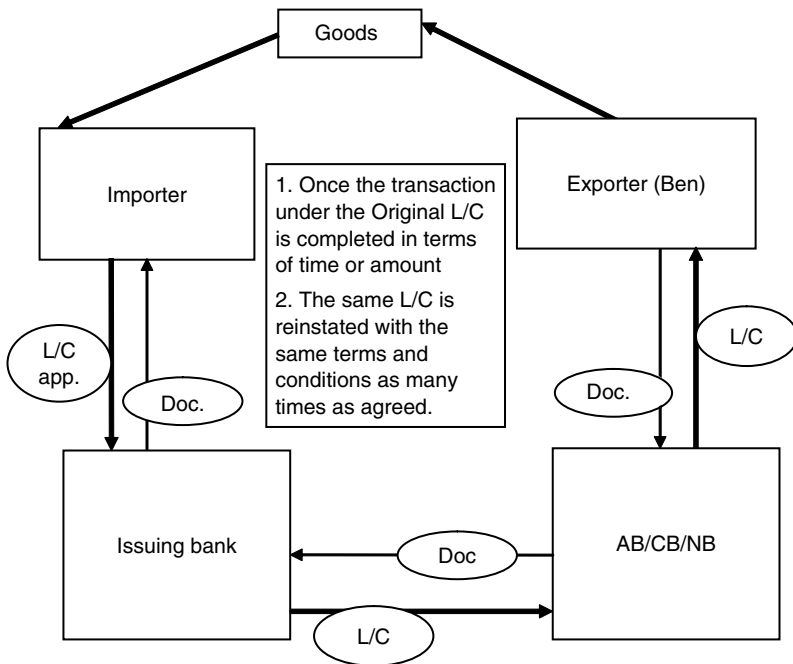 Goods
Importer
Exporter (Ben)
1. Once the transaction
under the Original L/C
is completed in terms
of time or amount
2. The same L/C is
reinstated with the
same terms and
conditions as many
times as agreed.
L/C
app.
Doc.
Doc.
L/C
Issuing bank
Doc
AB/CB/NB
L/C